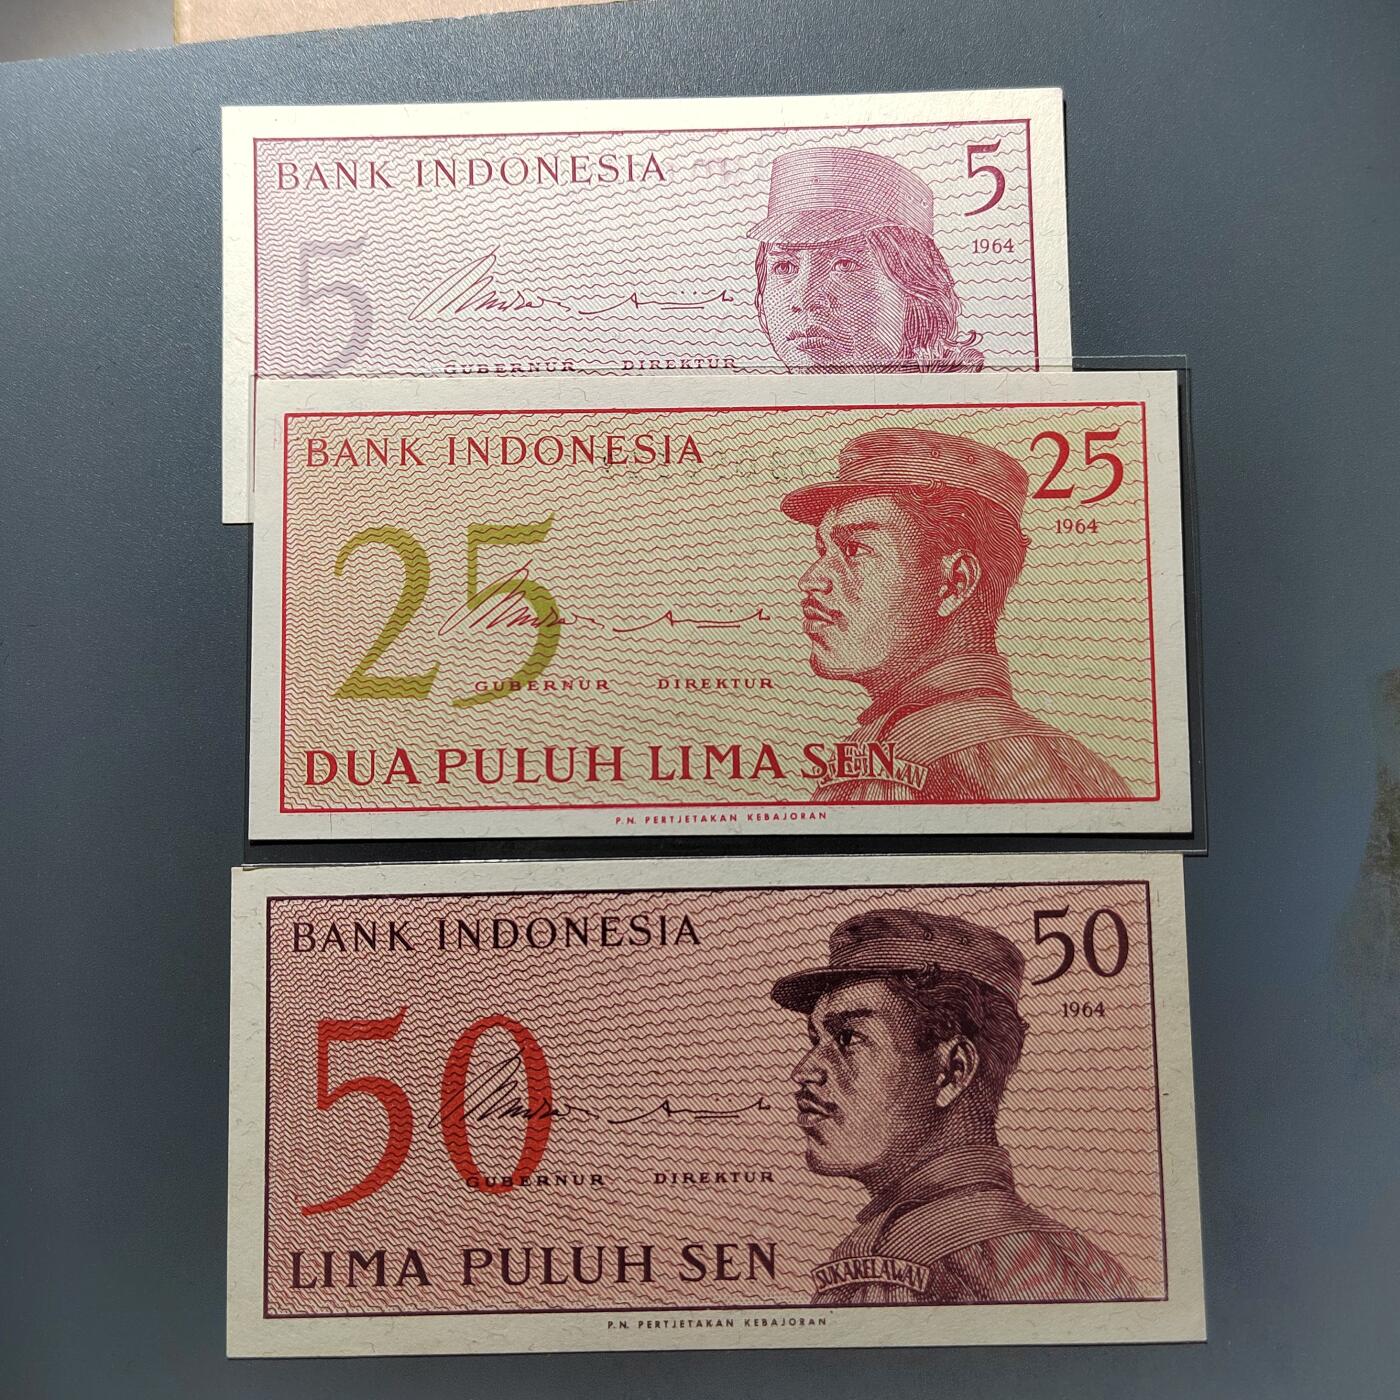 BANK INDONESIA
5
1964
5
GUBERNUR DIREKTUR
BANK INDONESIA
25
1964
25
GUBERNUR DIREKTUR
DUA PULUH LIMA SEN
P.N. PERTJETAKAN KEBAJORAN
BANK INDONESIA
50
1964
50
GUBERNUR DIREKTUR
LIMA PULUH SEN
SUKARELAWAN
P.N. PERTJETAKAN KEBAJORAN